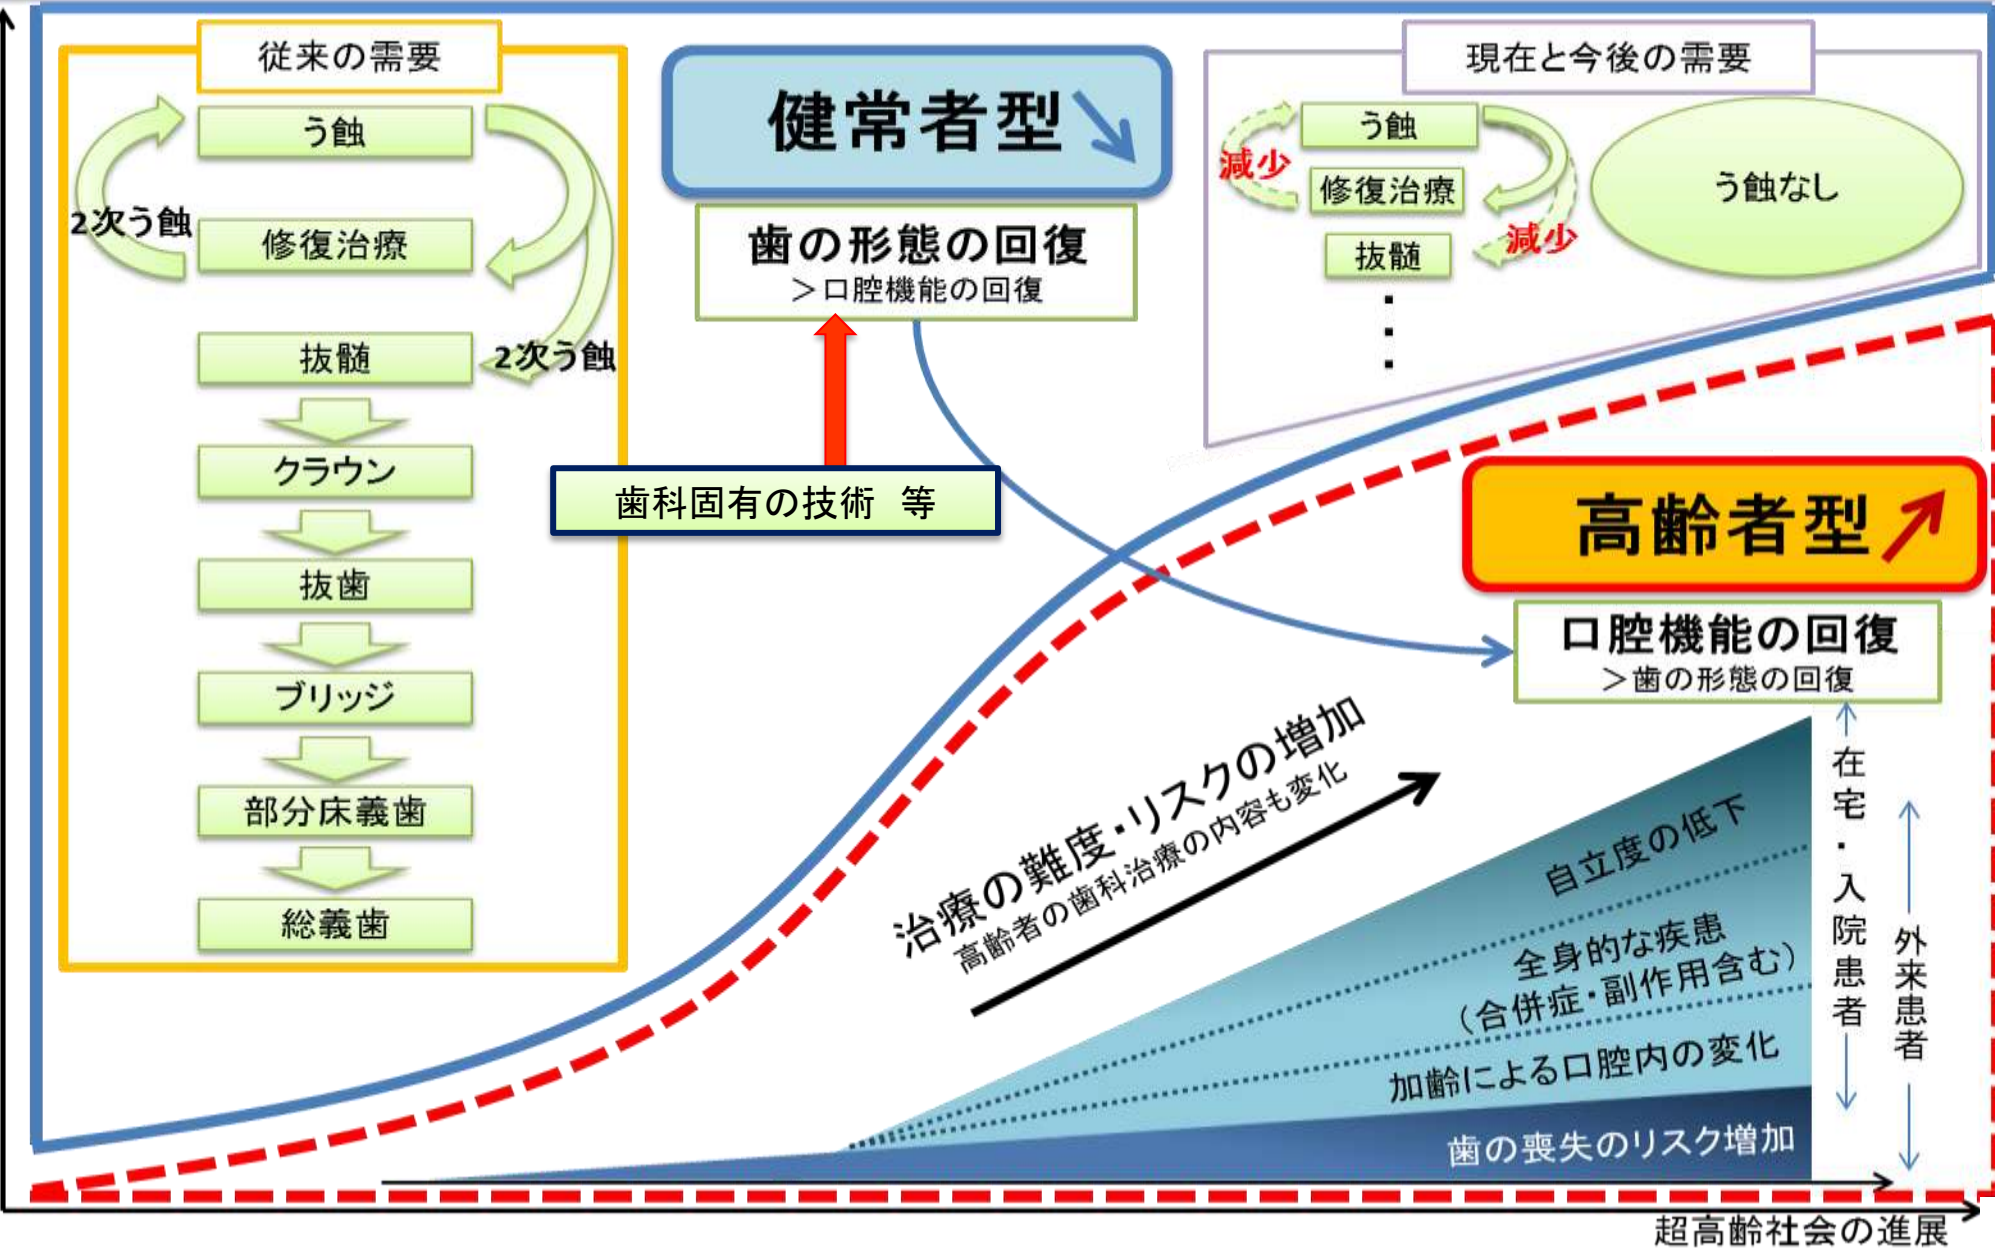 従来の需要
う蝕
2次う蝕
修復治療
抜髄
2次う蝕
クラウン
抜歯
ブリッジ
部分床義歯
総義歯
健常者型
歯の形態の回復
＞口腔機能の回復
歯科固有の技術 等
現在と今後の需要
う蝕
減少
修復治療
減少
抜髄
・
・
・
う蝕なし
高齢者型
口腔機能の回復
＞歯の形態の回復
治療の難度・リスクの増加
高齢者の歯科治療の内容も変化
自立度の低下
全身的な疾患
（合併症・副作用含む）
加齢による口腔内の変化
歯の喪失のリスク増加
在宅・入院患者
外来患者
超高齢社会の進展